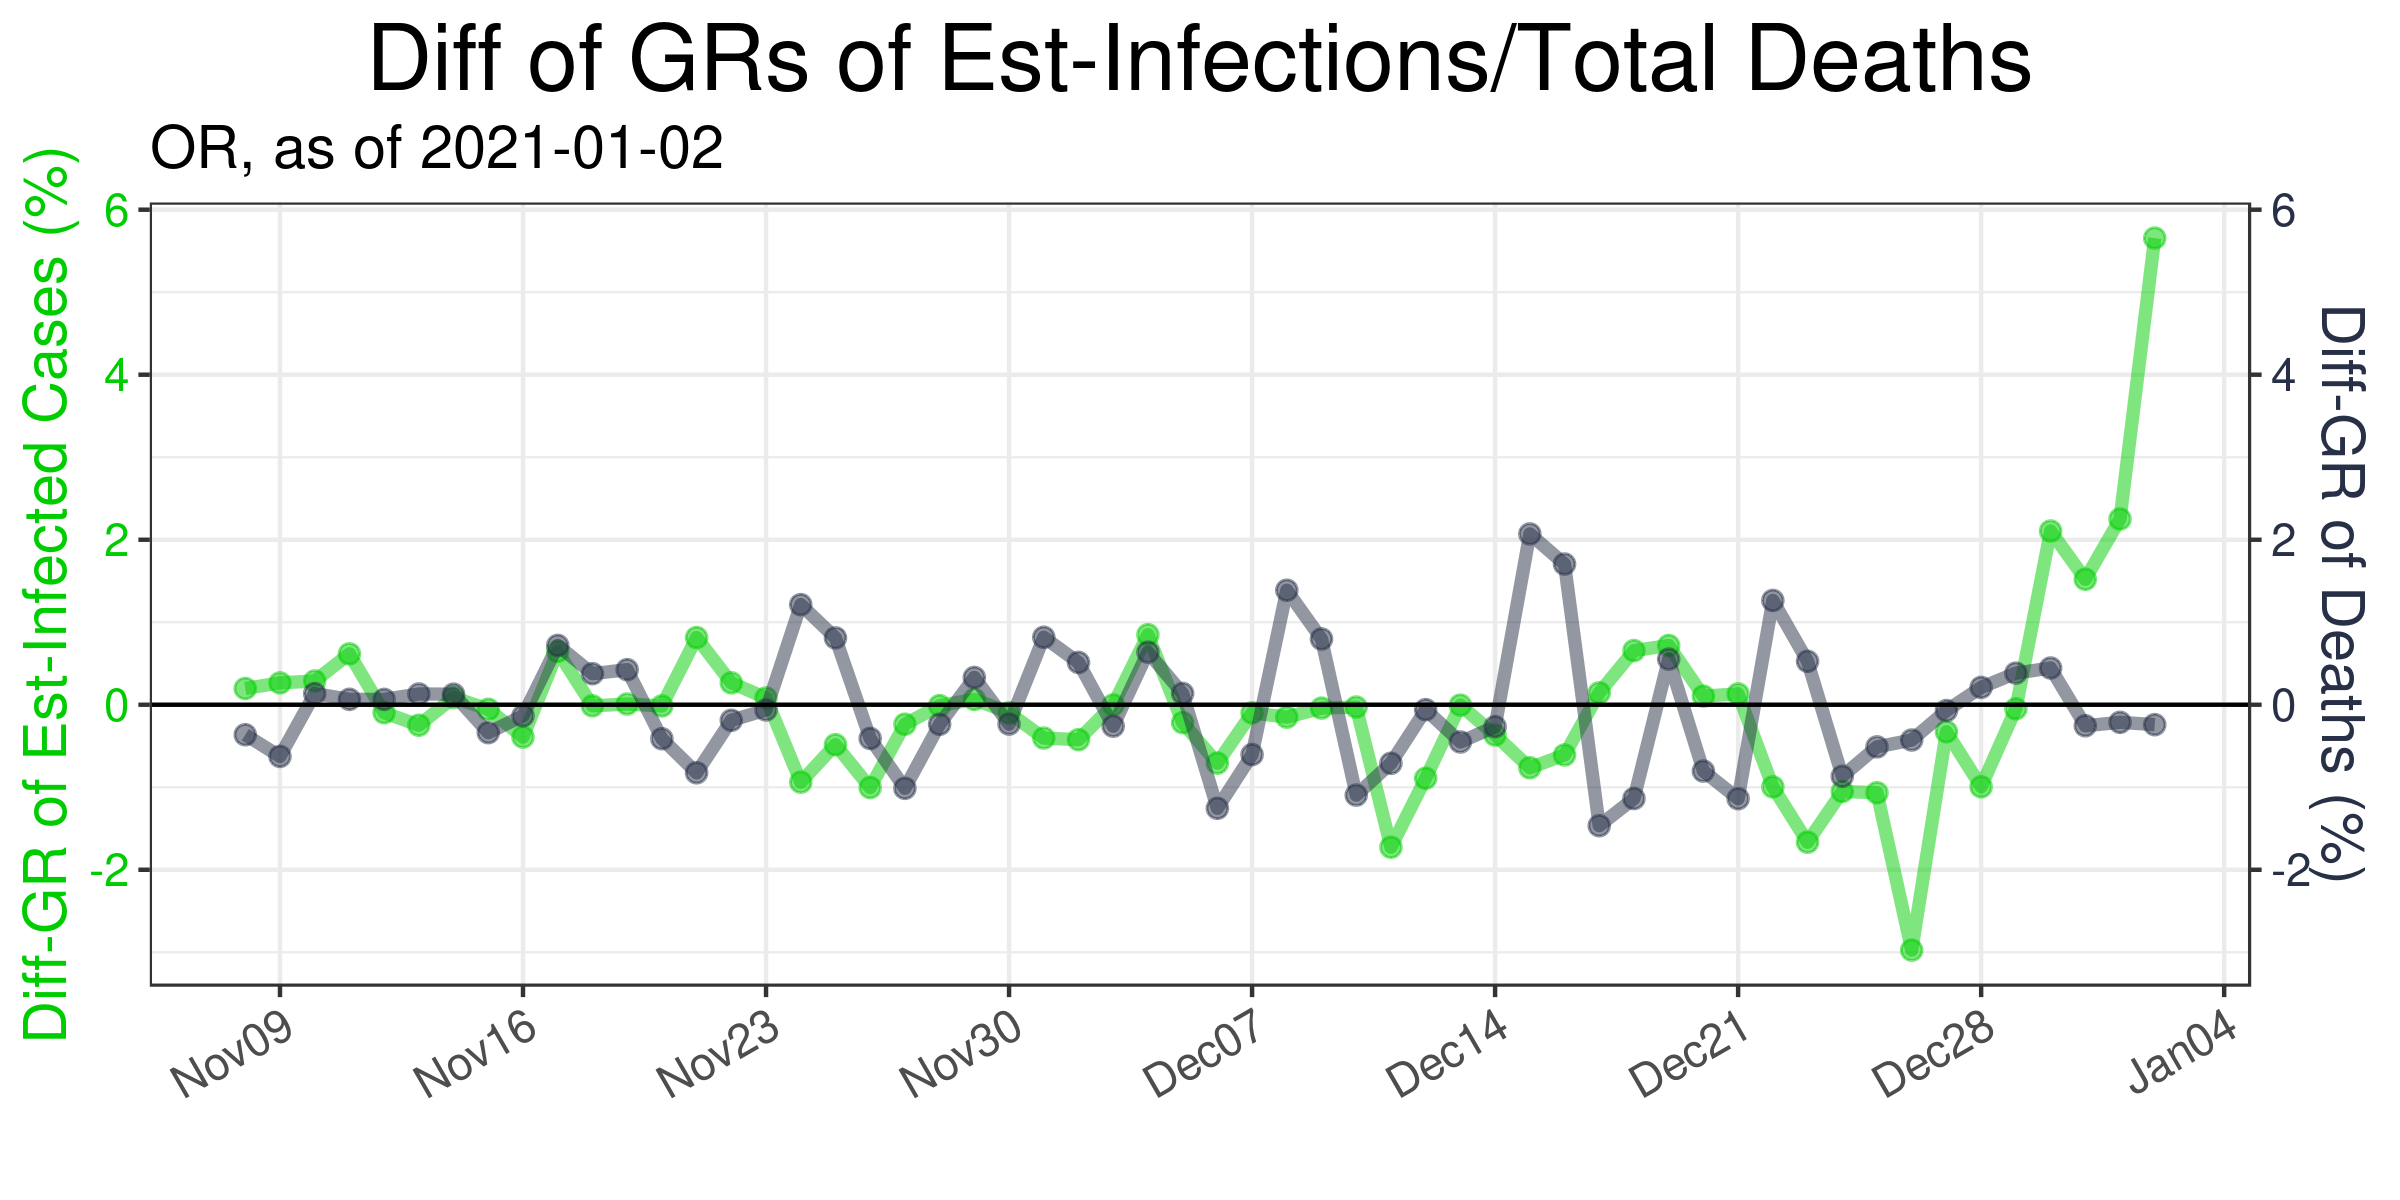 Diff of GRs of Est-Infections/Total Deaths
OR, as of 2021-01-02
Diff-GR of Est-Infected Cases (%)
6
4
2
0
-2
6
4
2
0
-2
Diff-GR of Deaths (%)
Nov09
Nov16
Nov23
Nov30
Dec07
Dec14
Dec21
Dec28
Jan04